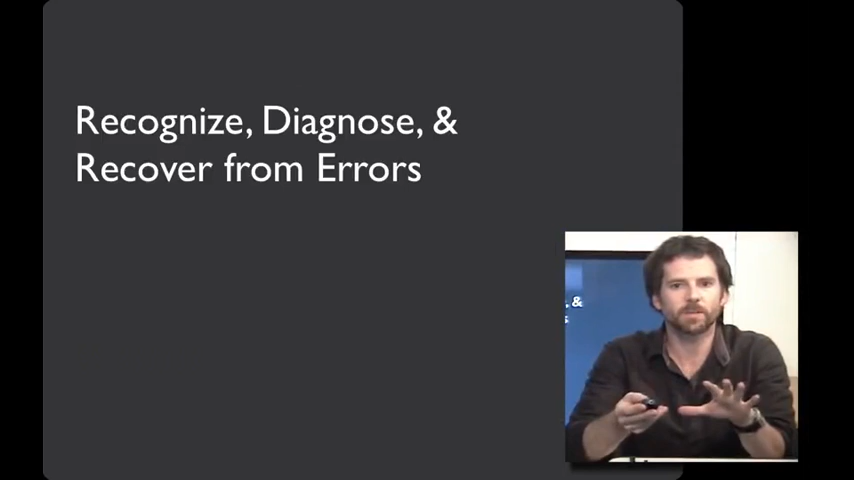 Recognize, Diagnose, &
Recover from Errors
&